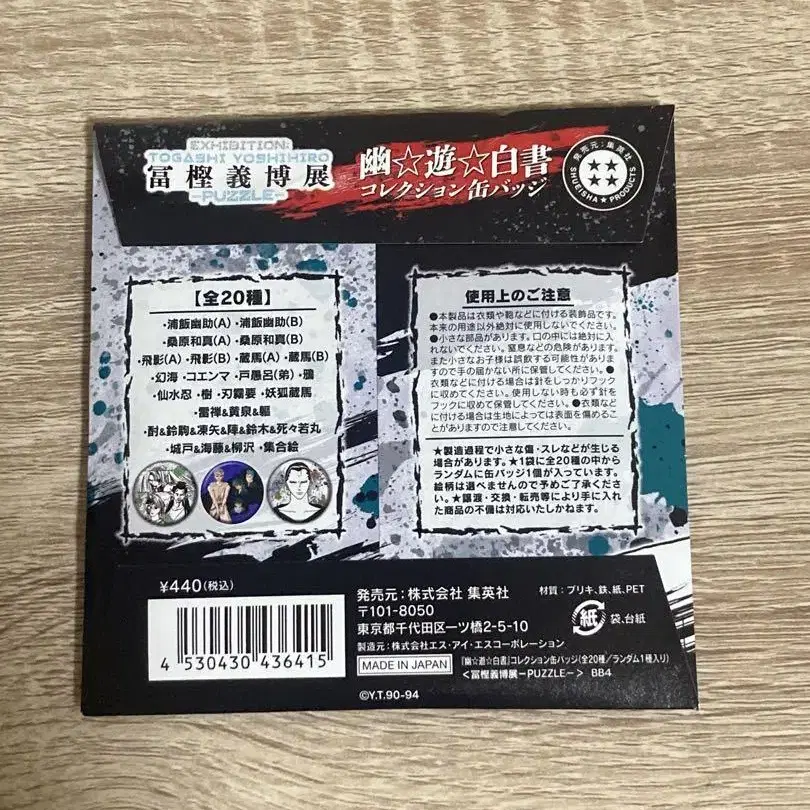 EXHIBITION:
TOGASHI YOSHIHIRO
冨樫義博展
-PUZZLE-
幽☆遊☆白書
コレクション缶バッジ
発売元:集英社
SHUEISHA★PRODUCTS
【全20種】
・浦飯幽助(A)・浦飯幽助(B)
・桑原和真(A)・桑原和真(B)
・飛影(A)・飛影(B)・蔵馬(A)・蔵馬(B)
・幻海・コエンマ・戸愚呂(弟)・鴉
・仙水忍・樹・刃霧要・妖狐蔵馬
・雷禅&黄泉&軀
・酎&鈴駒&凍矢&陣&鈴木&死々若丸
・城戸&海藤&柳沢・集合絵
使用上のご注意
●本製品は衣類や鞄などに付ける装飾品です。
本来の用途以外絶対に使用しないでください。
●小さな部品があります。口の中には絶対に入
れないでください。窒息などの危険があります。
また小さなお子様は誤飲する可能性がありま
すので手の届かない所に保管してください。●
衣類などに付ける場合は針をしっかりフック
に収めてください。使用しない時も必ず針を
フックに収めて保管してください。●衣類など
に付ける場合は生地によっては表面を傷めるこ
とがありますので注意してください。
★製造過程で小さな傷・スレなどが生じる
場合があります。★1袋に全20種の中から
ランダムに缶バッジ1個が入っています。
絵柄は選べませんので予めご了承くださ
い。★譲渡・交換・転売等により手に入れ
た商品の不備は対応いたしかねます。
¥440(税込)
4 530430 436415
発売元:株式会社 集英社
〒101-8050
東京都千代田区一ツ橋2-5-10
製造元:株式会社エス・アイ・エスコーポレーション
MADE IN JAPAN
©Y.T.90-94
材質:ブリキ、鉄、紙、PET
紙
袋、台紙
『幽☆遊☆白書』コレクション缶バッジ(全20種/ランダム1種入り)
<冨樫義博展-PUZZLE-> BB4